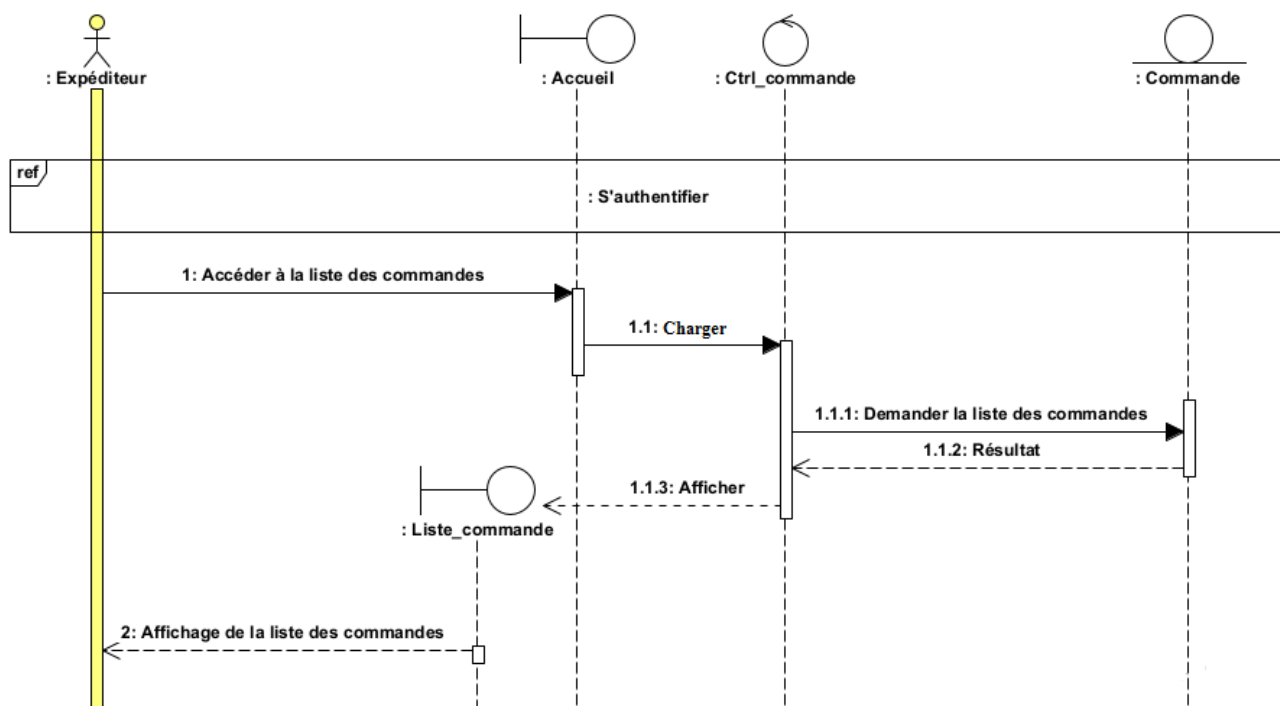 : Expéditeur
: Accueil
: Ctrl_commande
: Commande
ref
: S'authentifier
1: Accéder à la liste des commandes
1.1: Charger
1.1.1: Demander la liste des commandes
1.1.2: Résultat
1.1.3: Afficher
: Liste_commande
2: Affichage de la liste des commandes